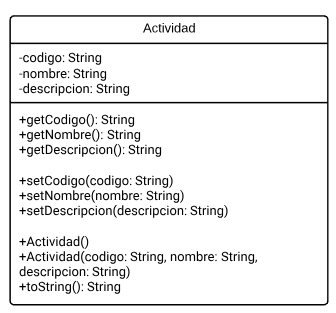 Actividad
-codigo: String
-nombre: String
-descripcion: String
+getCodigo(): String
+getNombre(): String
+getDescripcion(): String
+setCodigo(codigo: String)
+setNombre(nombre: String)
+setDescripcion(descripcion: String)
+Actividad()
+Actividad(codigo: String, nombre: String,
descripcion: String)
+toString(): String